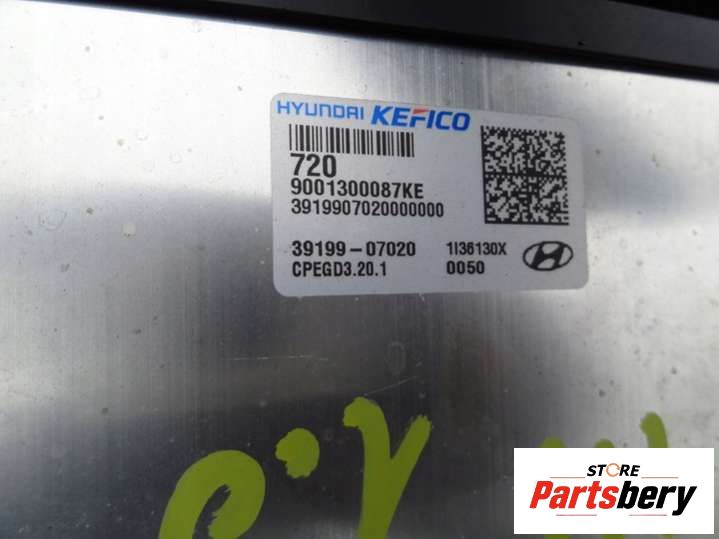 HYUNDAI KEFICO
720
9001300087KE
3919907020000000
39199-07020 1I36130X
CPEGD3.20.1 0050
STORE
Partsbery